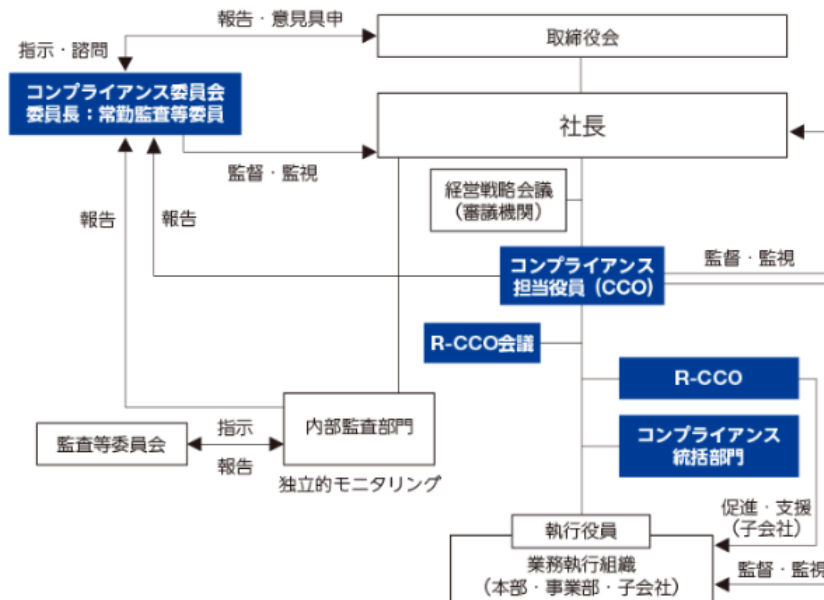 報告・意見具申
取締役会
指示・諮問
コンプライアンス委員会
委員長：常勤監査等委員
社長
監督・監視
経営戦略会議
（審議機関）
報告
報告
コンプライアンス
担当役員（CCO）
監督・監視
R-CCO会議
R-CCO
内部監査部門
監査等委員会
指示
報告
コンプライアンス
統括部門
独立的モニタリング
促進・支援
（子会社）
執行役員
業務執行組織
（本部・事業部・子会社）
監督・監視